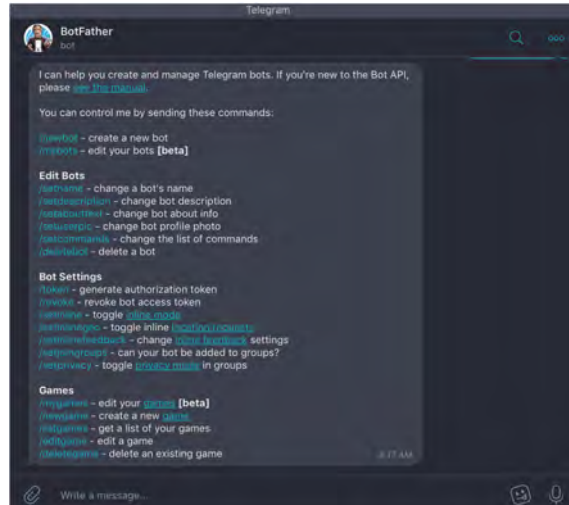 Telegram
BotFather
bot
I can help you create and manage Telegram bots. If you're new to the Bot API,
please see the manual.
You can control me by sending these commands:
/newbot - create a new bot
/mybots - edit your bots [beta]
Edit Bots
/setname - change a bot's name
/setdescription - change bot description
/setabouttext - change bot about info
/setuserpic - change bot profile photo
/setcommands - change the list of commands
/deletebot - delete a bot
Bot Settings
/token - generate authorization token
/revoke - revoke bot access token
/setinline - toggle inline mode
/setinlinegeo - toggle inline location requests
/setinlinefeedback - change inline feedback settings
/setjoingroups - can your bot be added to groups?
/setprivacy - toggle privacy mode in groups
Games
/mygames - edit your games [beta]
/newgame - create a new game
/listgames - get a list of your games
/editgame - edit a game
/deletegame - delete an existing game
Write a message...